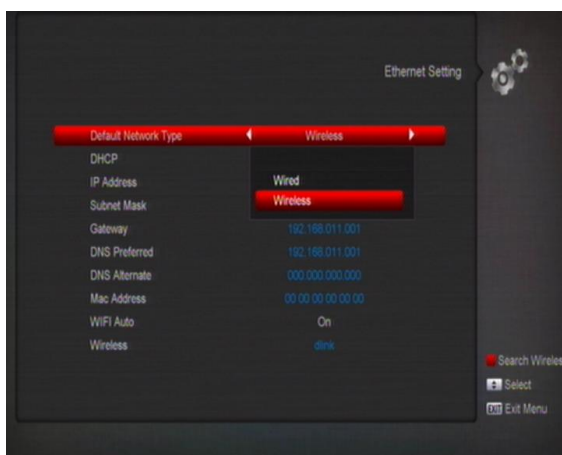 Ethernet Setting
Default Network Type Wireless
DHCP
IP Address Wired
Subnet Mask Wireless
Gateway 192.168.011.001
DNS Preferred 192.168.011.001
DNS Alternate 000.000.000.000
Mac Address 00 00 00 00 00 00
WIFI Auto On
Wireless dlink
Search Wireles
Select
EXIT Exit Menu